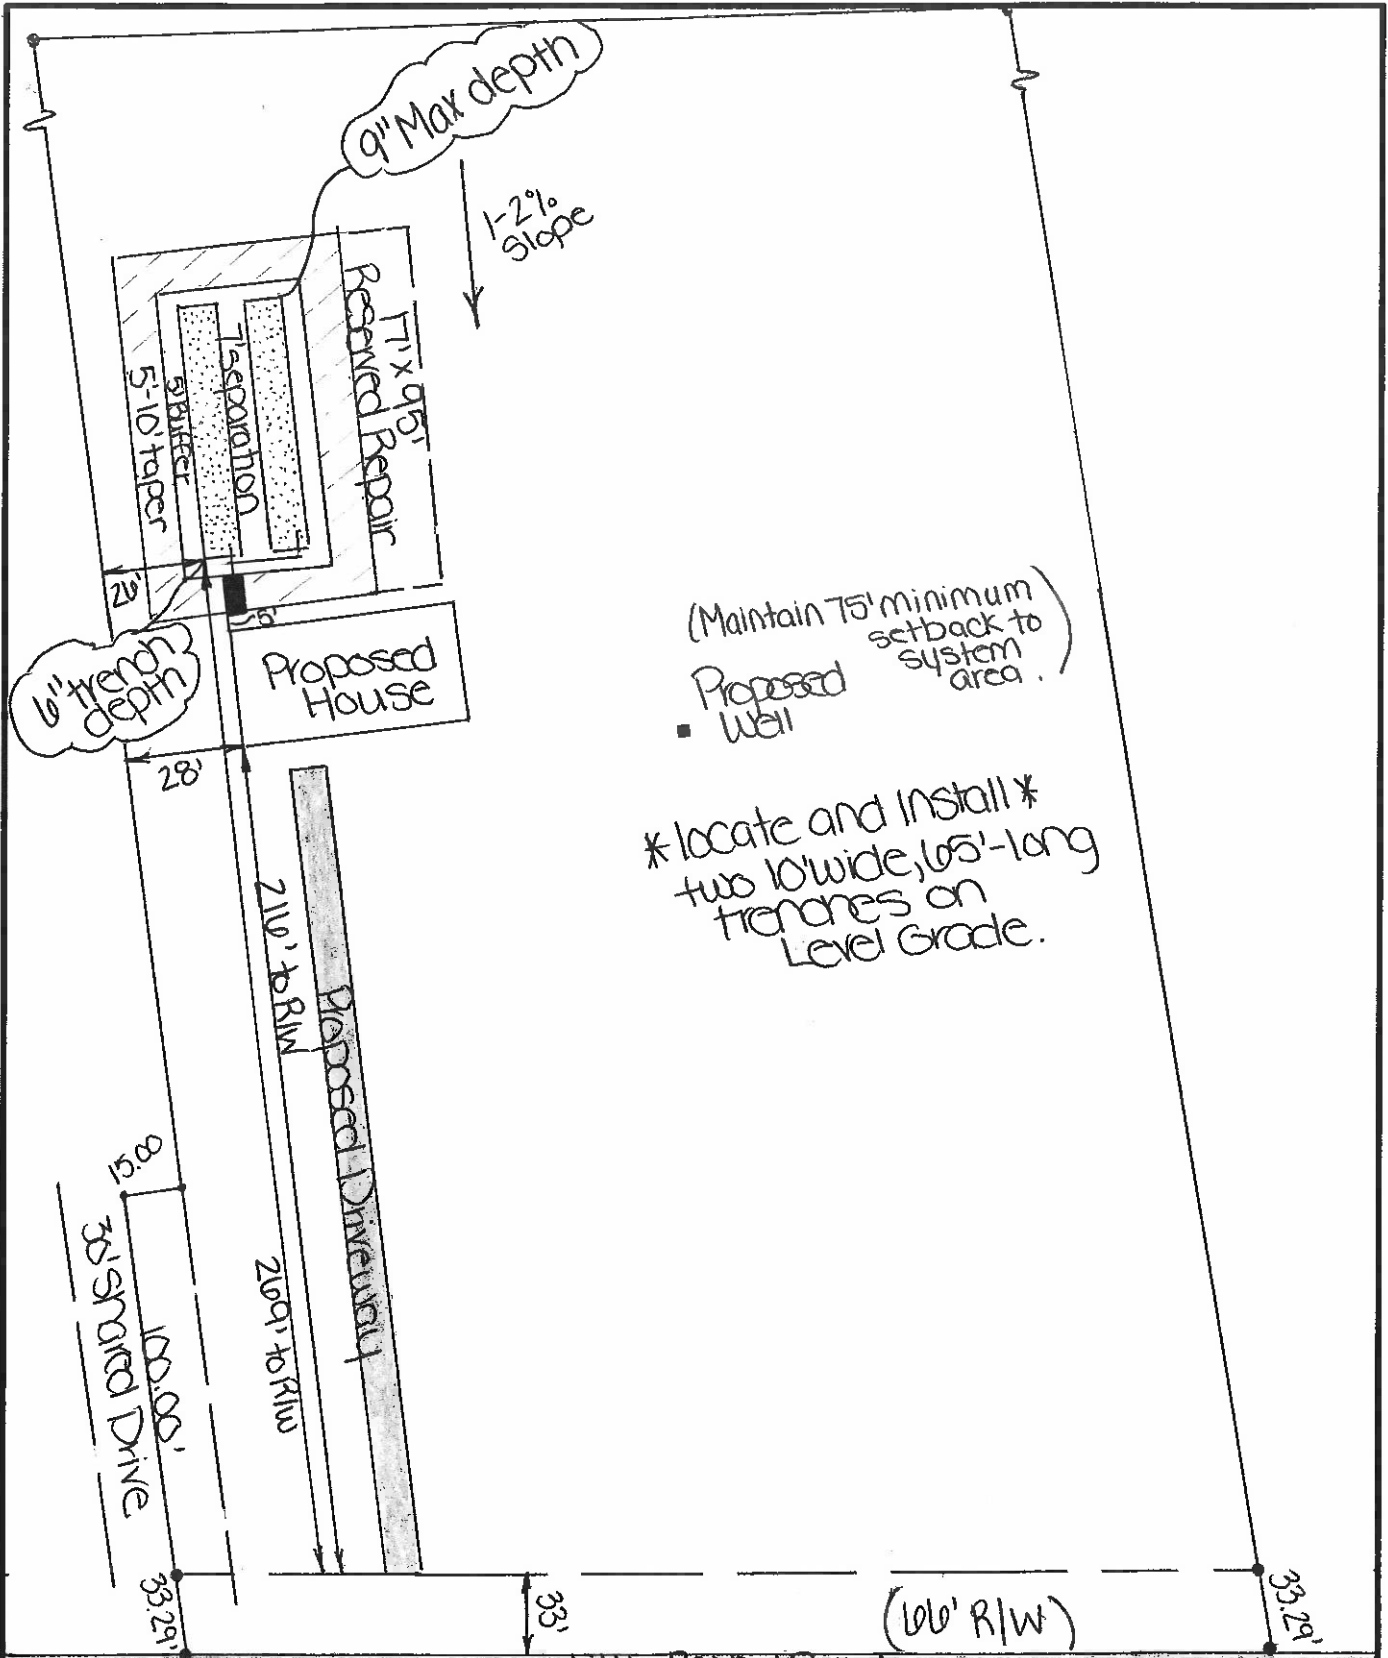 9" Max depth
1-2%
Slope
17' x 95'
Reserved Repair
7' separation
5' Buffer
5'-10' taper
26'
5'
6" trench
depth
Proposed
House
28'
(Maintain 75' minimum
setback to
system
area.)
Proposed
Well
*locate and Install*
two 10' wide, 65'-long
trenches on
Level Grade.
216' to R/W
Proposed Driveway
15.00
30' Shared Drive
100.00'
269' to R/W
33.29'
33'
(66' R/W)
33.29'